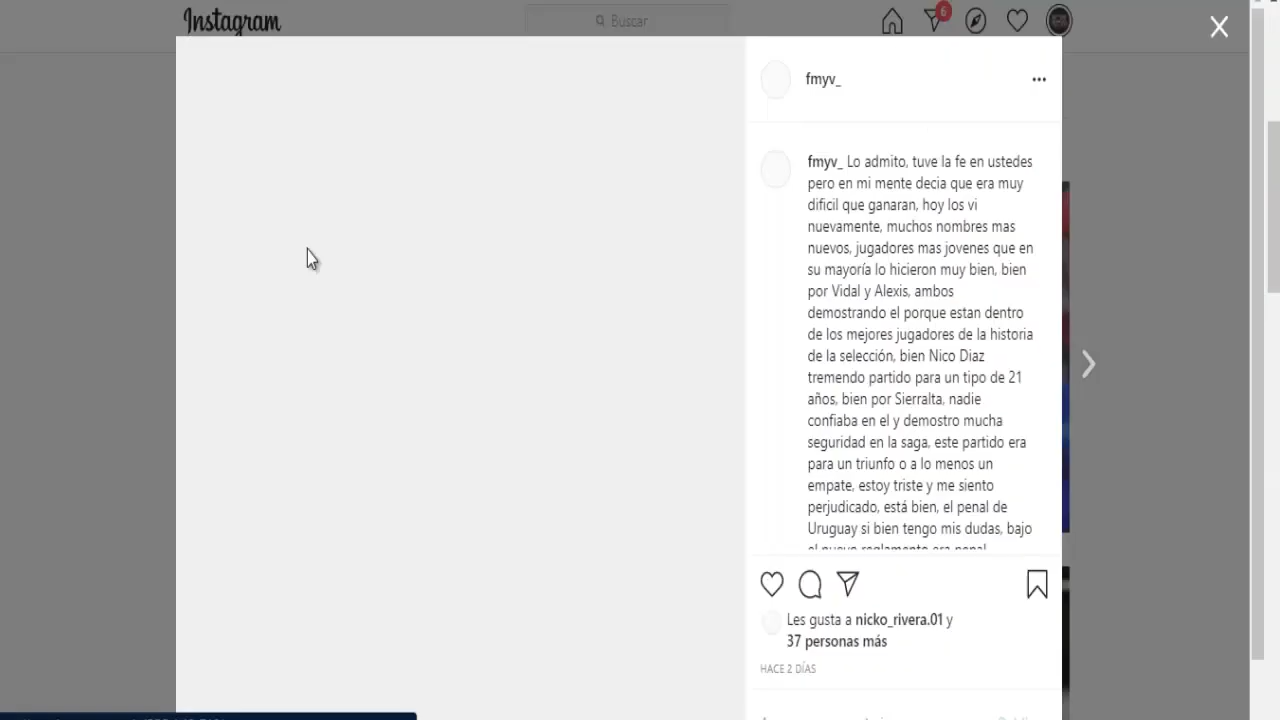 Instagram
Buscar
6
fmyv_
fmyv_ Lo admito, tuve la fe en ustedes
pero en mi mente decia que era muy
dificil que ganaran, hoy los vi
nuevamente, muchos nombres mas
nuevos, jugadores mas jovenes que en
su mayoría lo hicieron muy bien, bien
por Vidal y Alexis, ambos
demostrando el porque estan dentro
de los mejores jugadores de la historia
de la selección, bien Nico Diaz
tremendo partido para un tipo de 21
años, bien por Sierralta, nadie
confiaba en el y demostro mucha
seguridad en la saga, este partido era
para un triunfo o a lo menos un
empate, estoy triste y me siento
perjudicado, está bien, el penal de
Uruguay si bien tengo mis dudas, bajo
el nuevo reglamento era penal
Les gusta a nicko_rivera.01 y
37 personas más
HACE 2 DÍAS